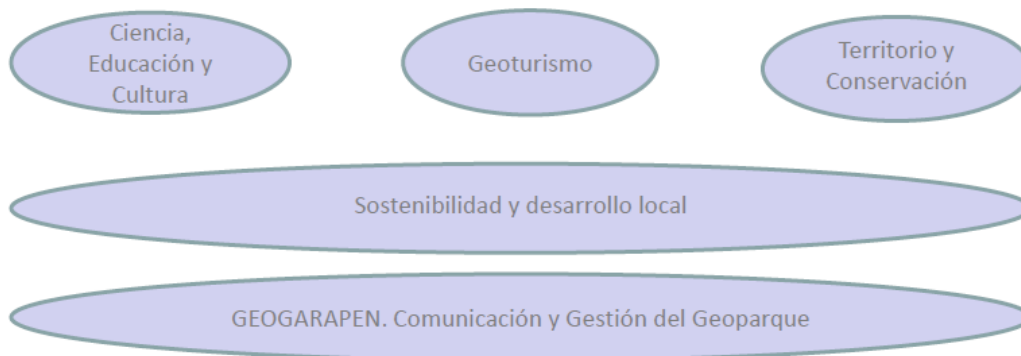 Ciencia,
Educación y
Cultura
Geoturismo
Territorio y
Conservación
Sostenibilidad y desarrollo local
GEOGARAPEN. Comunicación y Gestión del Geoparque